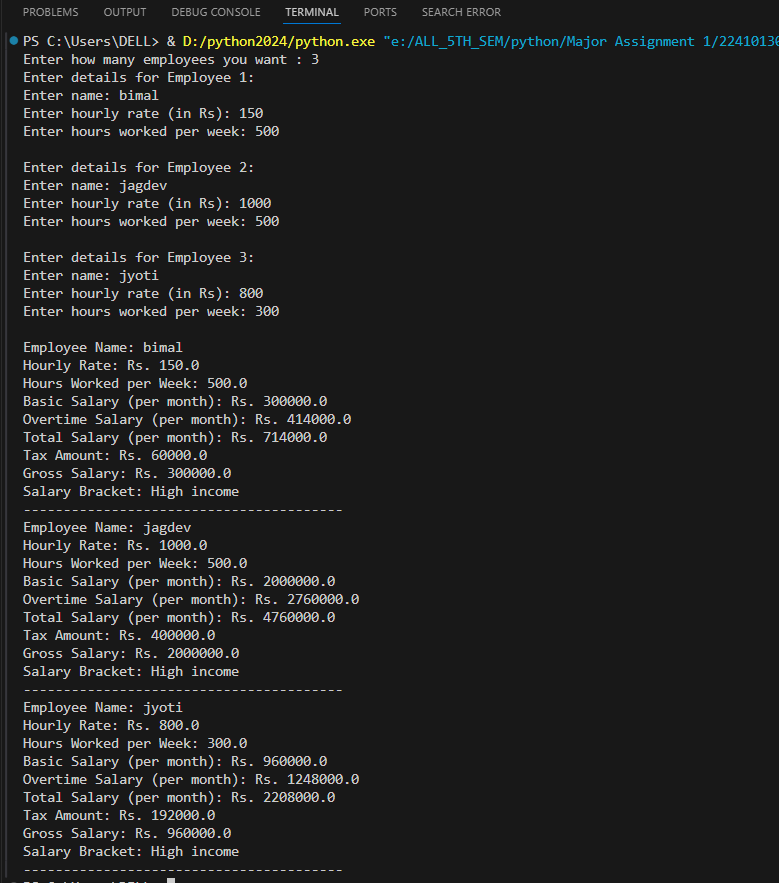 PROBLEMS OUTPUT DEBUG CONSOLE TERMINAL PORTS SEARCH ERROR
PS C:\Users\DELL> & D:/python2024/python.exe "e:/ALL_5TH_SEM/python/Major Assignment 1/2241013
Enter how many employees you want : 3
Enter details for Employee 1:
Enter name: bimal
Enter hourly rate (in Rs): 150
Enter hours worked per week: 500
Enter details for Employee 2:
Enter name: jagdev
Enter hourly rate (in Rs): 1000
Enter hours worked per week: 500
Enter details for Employee 3:
Enter name: jyoti
Enter hourly rate (in Rs): 800
Enter hours worked per week: 300
Employee Name: bimal
Hourly Rate: Rs. 150.0
Hours Worked per Week: 500.0
Basic Salary (per month): Rs. 300000.0
Overtime Salary (per month): Rs. 414000.0
Total Salary (per month): Rs. 714000.0
Tax Amount: Rs. 60000.0
Gross Salary: Rs. 300000.0
Salary Bracket: High income
----------------------------------------
Employee Name: jagdev
Hourly Rate: Rs. 1000.0
Hours Worked per Week: 500.0
Basic Salary (per month): Rs. 2000000.0
Overtime Salary (per month): Rs. 2760000.0
Total Salary (per month): Rs. 4760000.0
Tax Amount: Rs. 400000.0
Gross Salary: Rs. 2000000.0
Salary Bracket: High income
----------------------------------------
Employee Name: jyoti
Hourly Rate: Rs. 800.0
Hours Worked per Week: 300.0
Basic Salary (per month): Rs. 960000.0
Overtime Salary (per month): Rs. 1248000.0
Total Salary (per month): Rs. 2208000.0
Tax Amount: Rs. 192000.0
Gross Salary: Rs. 960000.0
Salary Bracket: High income
----------------------------------------